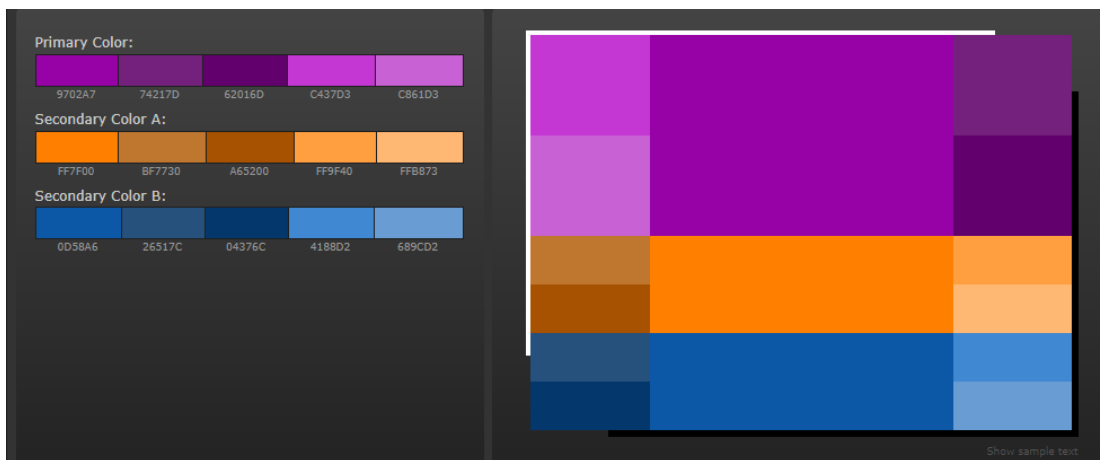 Primary Color:
9702A7 74217D 62016D C437D3 C861D3
Secondary Color A:
FF7F00 BF7730 A65200 FF9F40 FFB873
Secondary Color B:
0D58A6 26517C 04376C 4188D2 689CD2
Show sample text